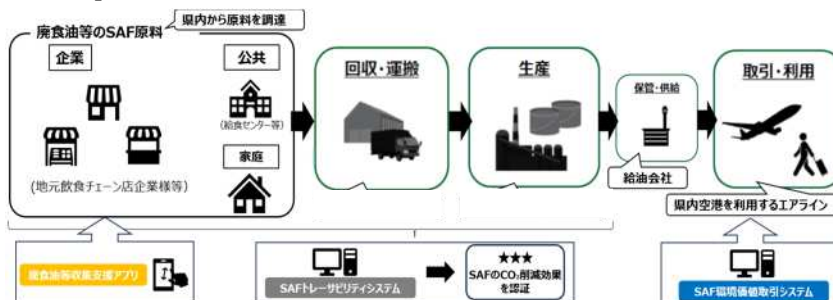 県内から原料を調達
廃食油等のSAF原料
企業
公共
(給食センター等)
家庭
(地元飲食チェーン店企業様等)
回収・運搬
生産
保管・供給
給油会社
取引・利用
県内空港を利用するエアライン
廃食油等収集支援アプリ
SAFトレーサビリティシステム
★★★
SAFのCO₂削減効果
を認証
SAF環境価値取引システム